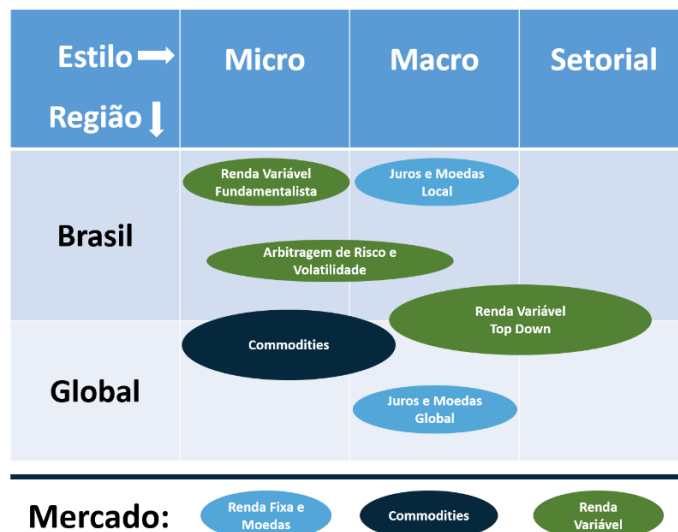 Estilo
Região
Micro
Macro
Setorial
Brasil
Renda Variável
Fundamentalista
Juros e Moedas
Local
Arbitragem de Risco e
Volatilidade
Renda Variável
Top Down
Commodities
Global
Juros e Moedas
Global
Mercado:
Renda Fixa e
Moedas
Commodities
Renda
Variável